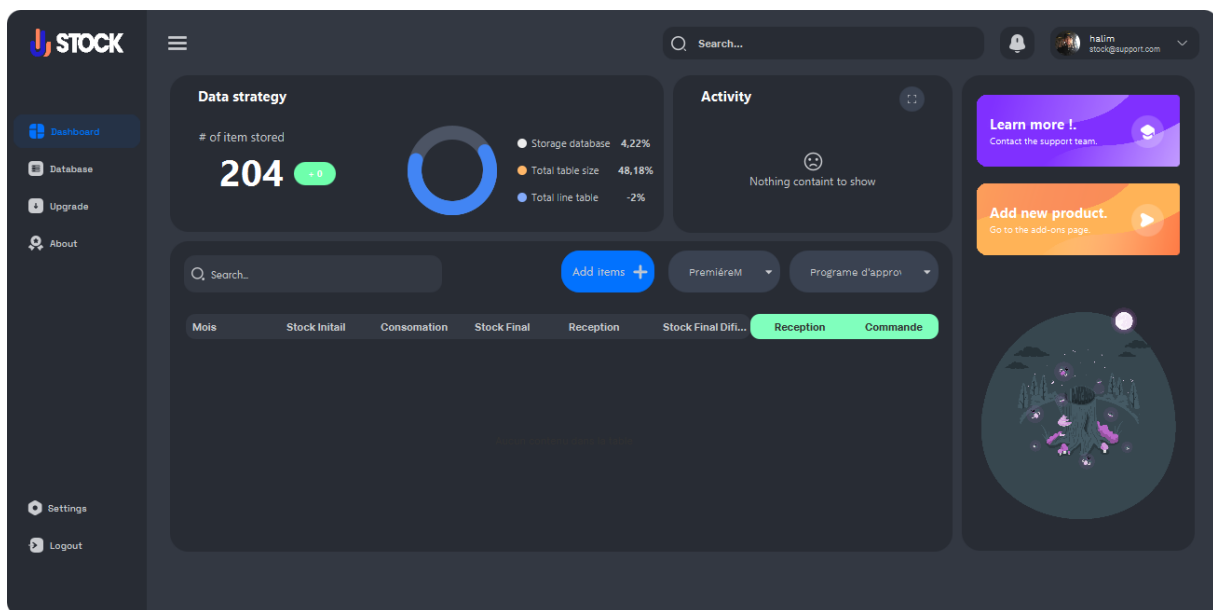 STOCK
Search...
halim
stock@support.com
Dashboard
Database
Upgrade
About
Settings
Logout
Data strategy
# of item stored
204
+ 0
Storage database 4,22%
Total table size 48,18%
Total line table -2%
Activity
Nothing containt to show
Learn more !.
Contact the support team.
Add new product.
Go to the add-ons page.
Search...
Add items
PremiéreM
Programe d'approv
Mois Stock Initail Consomation Stock Final Reception Stock Final Difi... Reception Commande